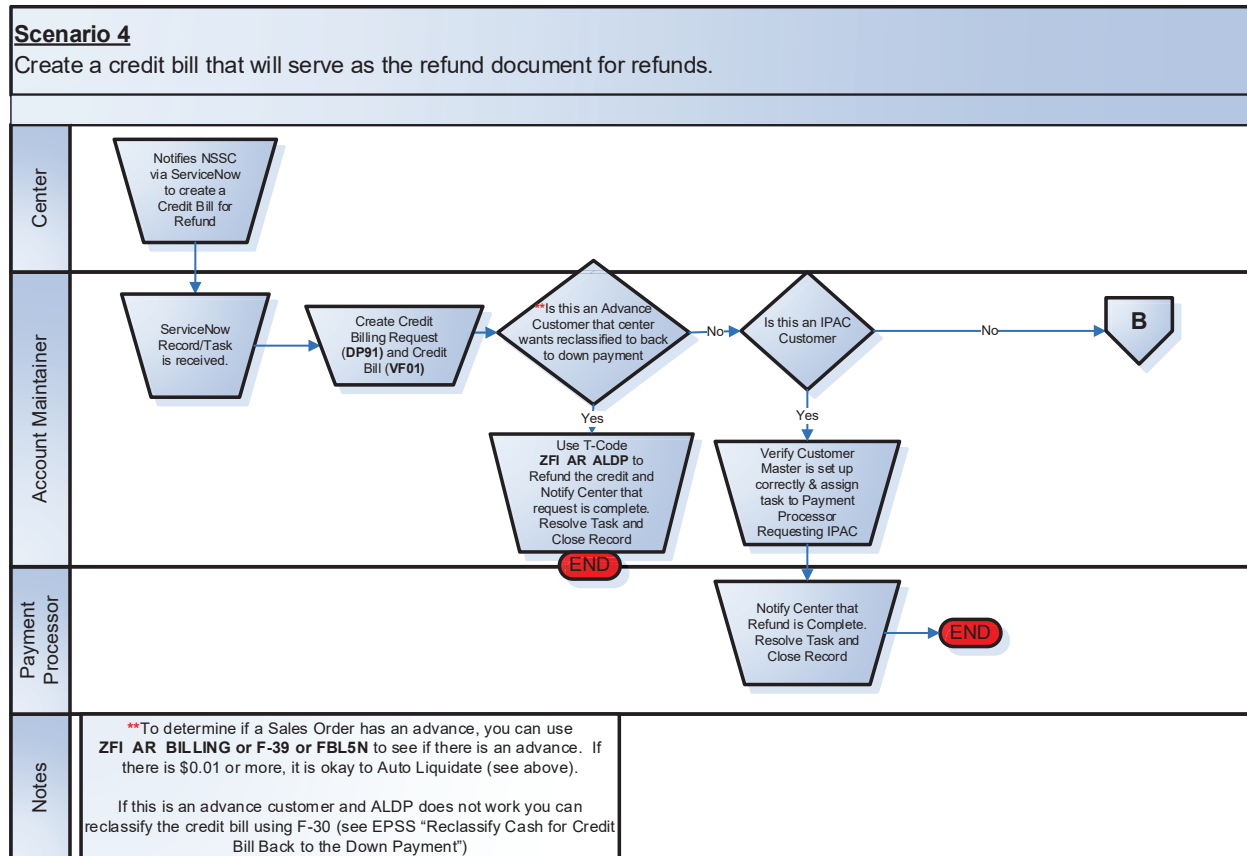 Scenario 4
Create a credit bill that will serve as the refund document for refunds.
Center
Notifies NSSC
via ServiceNow
to create a
Credit Bill for
Refund
Account Maintainer
ServiceNow
Record/Task
is received.
Create Credit
Billing Request
(DP91) and Credit
Bill (VF01)
**Is this an Advance
Customer that center
wants reclassified to back
to down payment
No
Is this an IPAC
Customer
No
B
Yes
Use T-Code
ZFI AR ALDP to
Refund the credit and
Notify Center that
request is complete.
Resolve Task and
Close Record
END
Yes
Verify Customer
Master is set up
correctly & assign
task to Payment
Processor
Requesting IPAC
Payment
Processor
Notify Center that
Refund is Complete.
Resolve Task and
Close Record
END
Notes
**To determine if a Sales Order has an advance, you can use
ZFI AR BILLING or F-39 or FBL5N to see if there is an advance. If
there is $0.01 or more, it is okay to Auto Liquidate (see above).
If this is an advance customer and ALDP does not work you can
reclassify the credit bill using F-30 (see EPSS “Reclassify Cash for Credit
Bill Back to the Down Payment”)